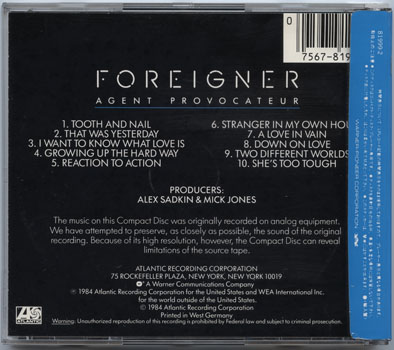 0
7567-819
FOREIGNER
AGENT PROVOCATEUR
1. TOOTH AND NAIL
2. THAT WAS YESTERDAY
3. I WANT TO KNOW WHAT LOVE IS
4. GROWING UP THE HARD WAY
5. REACTION TO ACTION
6. STRANGER IN MY OWN HOU
7. A LOVE IN VAIN
8. DOWN ON LOVE
9. TWO DIFFERENT WORLDS
10. SHE'S TOO TOUGH
PRODUCERS:
ALEX SADKIN & MICK JONES
The music on this Compact Disc was originally recorded on analog equipment.
We have attempted to preserve, as closely as possible, the sound of the original
recording. Because of its high resolution, however, the Compact Disc can reveal
limitations of the source tape.
ATLANTIC RECORDING CORPORATION
75 ROCKEFELLER PLAZA, NEW YORK, NEW YORK 10019
A Warner Communications Company
℗ 1984 Atlantic Recording Corporation for the United States and WEA International Inc.
for the world outside of the United States.
© 1984 Atlantic Recording Corporation
Printed in West Germany
Warning: Unauthorized reproduction of this recording is prohibited by Federal law and subject to criminal prosecution.
ATLANTIC
81999-2
WARNER-PIONEER CORPORATION